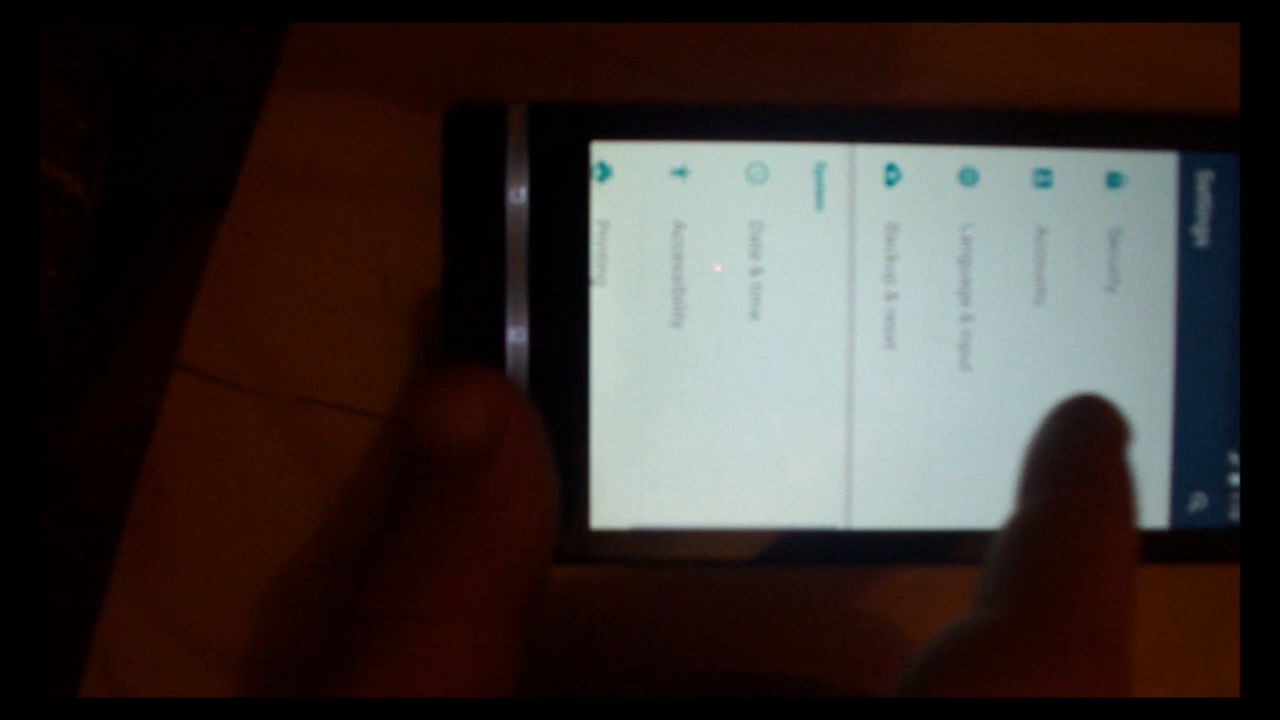 Settings
Security
Accounts
Language & input
Backup & reset
System
Date & time
Accessibility
Printing